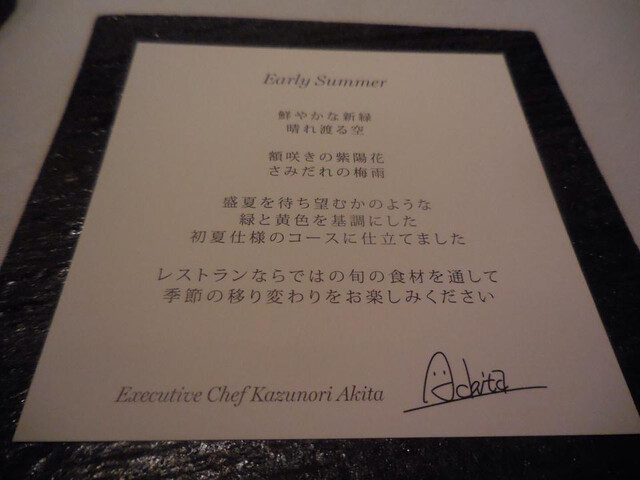 Early Summer
鮮やかな新緑
晴れ渡る空
額咲きの紫陽花
さみだれの梅雨
盛夏を待ち望むかのような
緑と黄色を基調にした
初夏仕様のコースに仕立てました
レストランならではの旬の食材を通して
季節の移り変わりをお楽しみください
Executive Chef Kazunori Akita
Akita